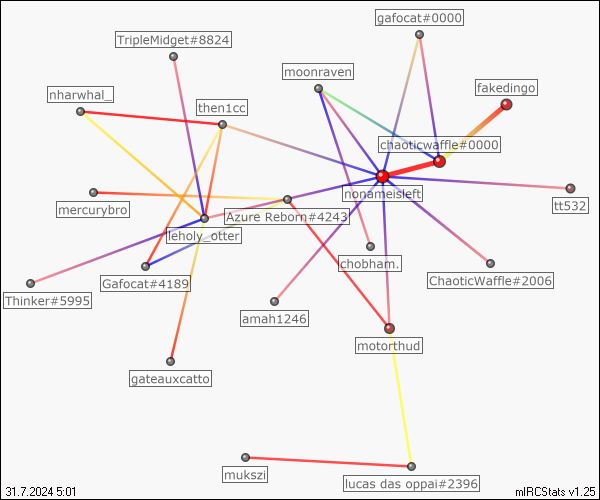 gafocat#0000
TripleMidget#8824
moonraven
fakedingo
nharwhal_
then1cc
chaoticwaffle#0000
nonameisleft
tt532
mercurybro
Azure Reborn#4243
leholy_otter
chobham.
ChaoticWaffle#2006
Gafocat#4189
Thinker#5995
amah1246
motorthud
gateauxcatto
mukszi
lucas das oppai#2396
31.7.2024 5:01
mIRCStats v1.25